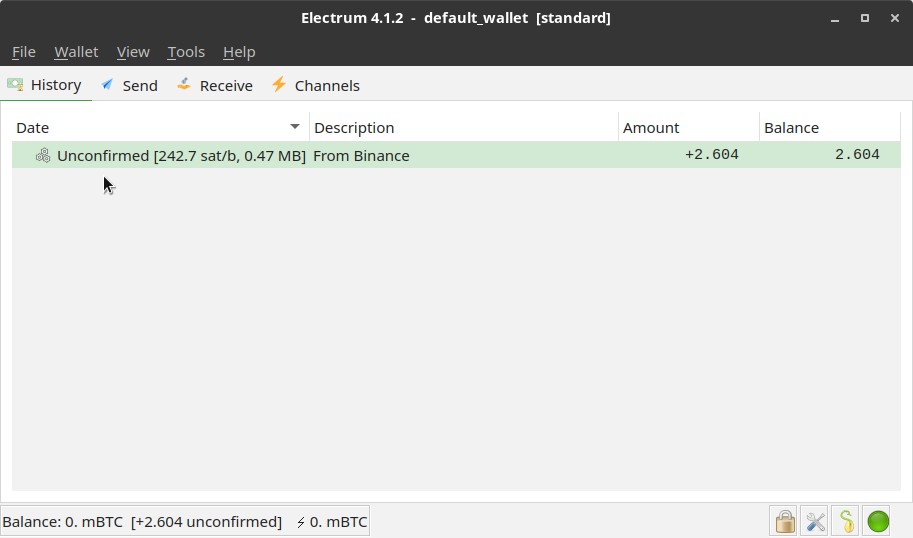 Electrum 4.1.2 - default_wallet [standard]
File Wallet View Tools Help
History Send Receive Channels
Date Description Amount Balance
Unconfirmed [242.7 sat/b, 0.47 MB] From Binance +2.604 2.604
Balance: 0. mBTC [+2.604 unconfirmed] ⚡ 0. mBTC